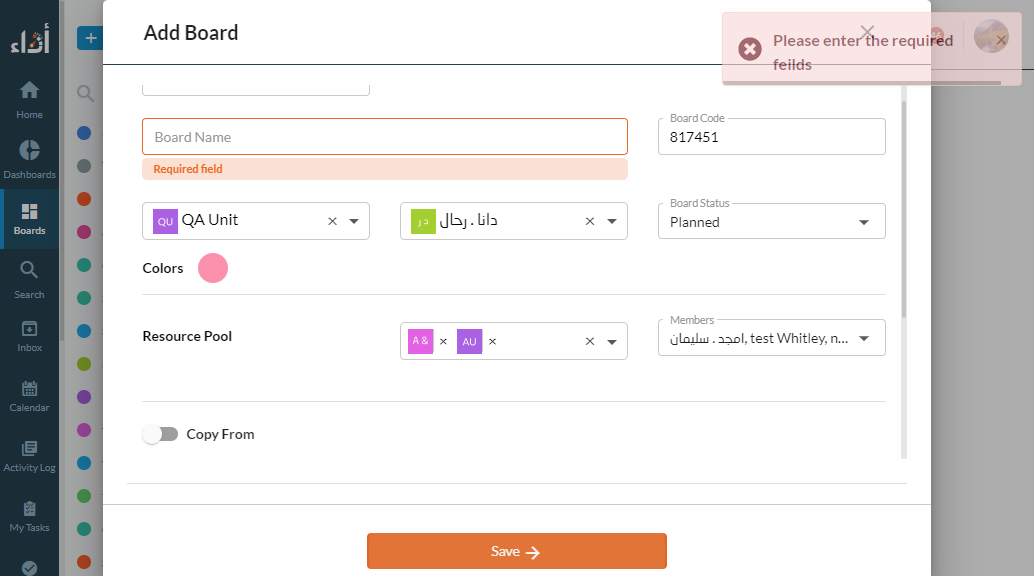 أداء
Add Board
Please enter the required
feilds
Home
Dashboards
Boards
Search
Inbox
Calendar
Activity Log
My Tasks
Board Name
Required field
Board Code
817451
QU QA Unit
د ر دانا . رحال
Board Status
Planned
Colors
Resource Pool
A & AU
Members
امجد . سليمان, test Whitley, n...
Copy From
Save